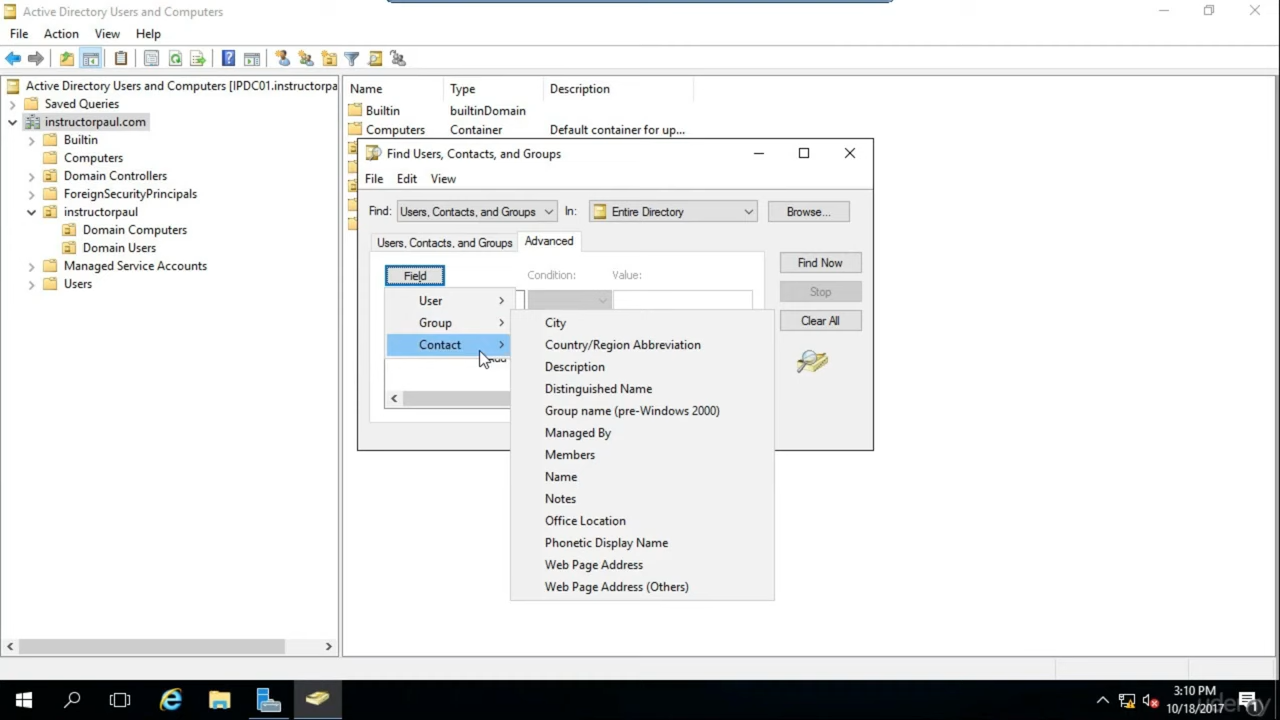 Active Directory Users and Computers
File Action View Help
Active Directory Users and Computers [IPDC01.instructorpa
Saved Queries
instructorpaul.com
Builtin
Computers
Domain Controllers
ForeignSecurityPrincipals
instructorpaul
Domain Computers
Domain Users
Managed Service Accounts
Users
Name Type Description
Builtin builtinDomain
Computers Container Default container for up...
Find Users, Contacts, and Groups
File Edit View
Find: Users, Contacts, and Groups In: Entire Directory Browse...
Users, Contacts, and Groups Advanced
Field Condition: Value:
Find Now
Stop
Clear All
User
Group
Contact
Add
City
Country/Region Abbreviation
Description
Distinguished Name
Group name (pre-Windows 2000)
Managed By
Members
Name
Notes
Office Location
Phonetic Display Name
Web Page Address
Web Page Address (Others)
3:10 PM
10/18/2017
1
udemy